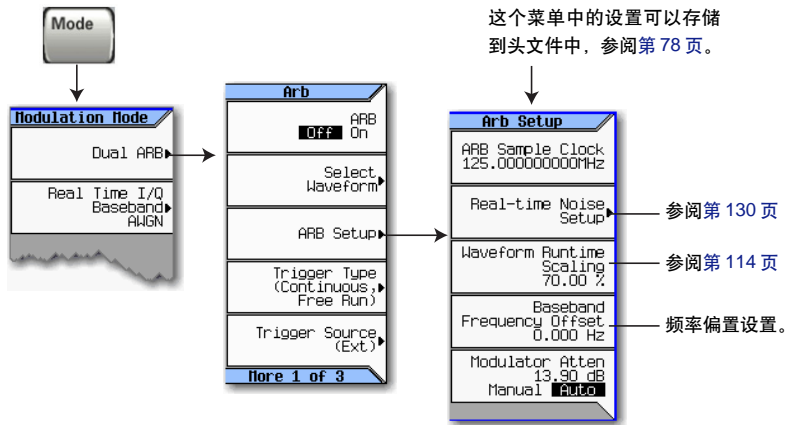 这个菜单中的设置可以存储
到头文件中，参阅第 78 页。
Mode
Modulation Mode
Dual ARB
Real Time I/Q
Baseband
AWGN
Arb
ARB
Off On
Select
Waveform
ARB Setup
Trigger Type
(Continuous,
Free Run)
Trigger Source
(Ext)
More 1 of 3
Arb Setup
ARB Sample Clock
125.000000000MHz
Real-time Noise
Setup
参阅第 130 页
Waveform Runtime
Scaling
70.00 %
参阅第 114 页
Baseband
Frequency Offset
0.000 Hz
频率偏置设置。
Modulator Atten
13.90 dB
Manual Auto